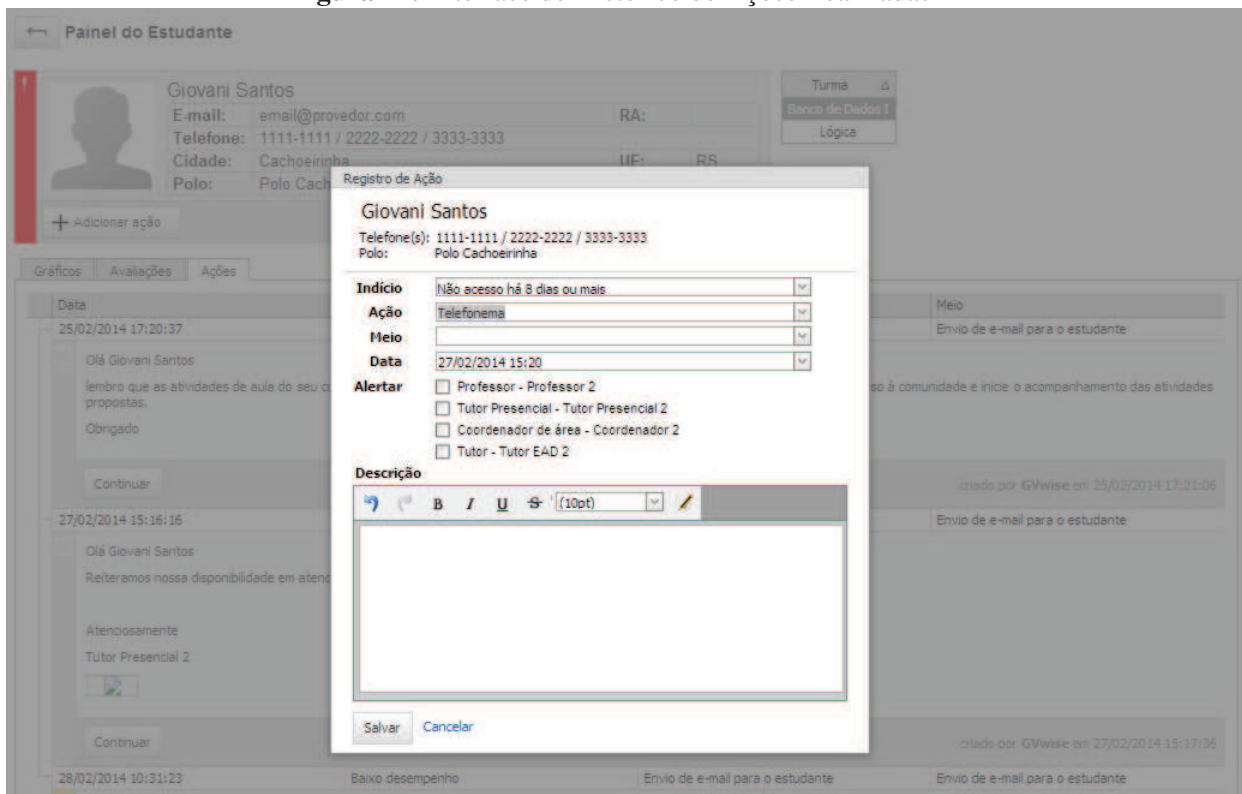 Painel do Estudante
Giovani Santos
E-mail: email@provedor.com RA:
Telefone: 1111-1111 / 2222-2222 / 3333-3333
Cidade: Cachoeirinha UF: RS
Polo: Polo Cach
Turma
Banco de Dados I
Lógica
Adicionar ação
Gráficos Avaliações Ações
Data Meio
25/02/2014 17:20:37 Envio de e-mail para o estudante
Olá Giovani Santos
lembro que as atividades de aula do seu so à comunidade e inicie o acompanhamento das atividades
propostas.
Obrigado
Continuar criado por GVwise em 25/02/2014 17:21:06
27/02/2014 15:16:16 Envio de e-mail para o estudante
Olá Giovani Santos
Reiteramos nossa disponibilidade em atenc
Atenciosamente
Tutor Presencial 2
Continuar criado por GVwise em 27/02/2014 15:17:36
28/02/2014 10:31:23 Baixo desempenho Envio de e-mail para o estudante Envio de e-mail para o estudante
Registro de Ação
Giovani Santos
Telefone(s): 1111-1111 / 2222-2222 / 3333-3333
Polo: Polo Cachoeirinha
Indício Não acesso há 8 dias ou mais
Ação Telefonema
Meio
Data 27/02/2014 15:20
Alertar Professor - Professor 2
Tutor Presencial - Tutor Presencial 2
Coordenador de área - Coordenador 2
Tutor - Tutor EAD 2
Descrição
B I U S (10pt)
Salvar Cancelar